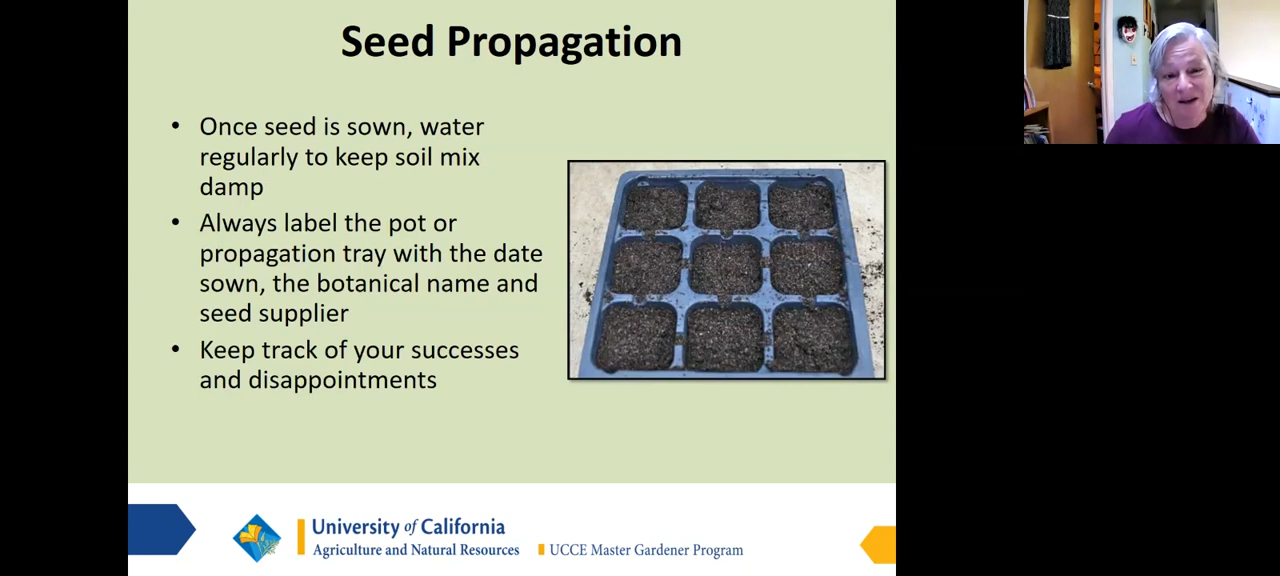 Seed Propagation
• Once seed is sown, water
regularly to keep soil mix
damp
• Always label the pot or
propagation tray with the date
sown, the botanical name and
seed supplier
• Keep track of your successes
and disappointments
University of California
Agriculture and Natural Resources
UCCE Master Gardener Program